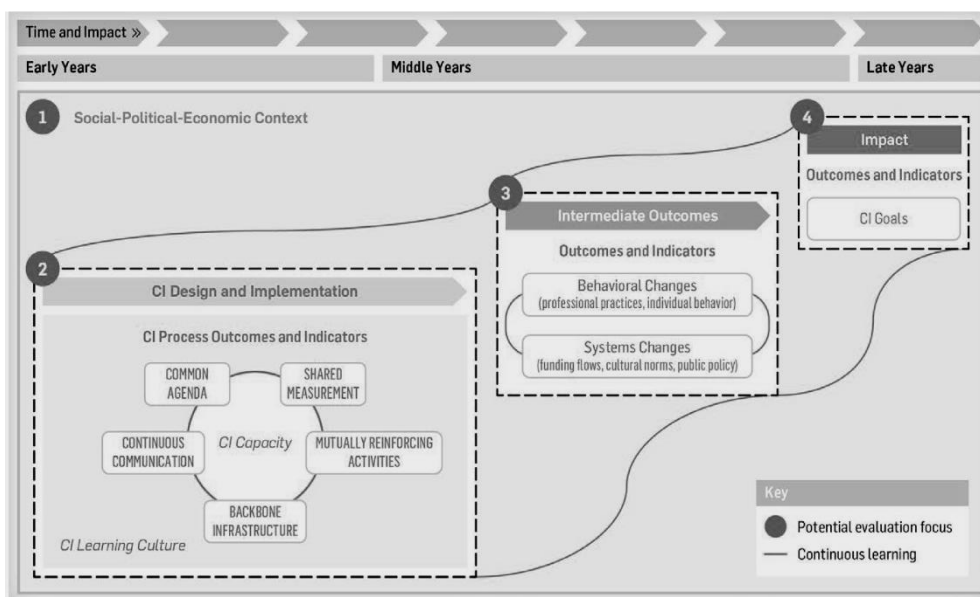 Time and Impact »
Early Years
Middle Years
Late Years
1
Social-Political-Economic Context
2
CI Design and Implementation
CI Process Outcomes and Indicators
COMMON
AGENDA
SHARED
MEASUREMENT
CONTINUOUS
COMMUNICATION
CI Capacity
MUTUALLY REINFORCING
ACTIVITIES
BACKBONE
INFRASTRUCTURE
CI Learning Culture
3
Intermediate Outcomes
Outcomes and Indicators
Behavioral Changes
(professional practices, individual behavior)
Systems Changes
(funding flows, cultural norms, public policy)
4
Impact
Outcomes and Indicators
CI Goals
Key
Potential evaluation focus
Continuous learning